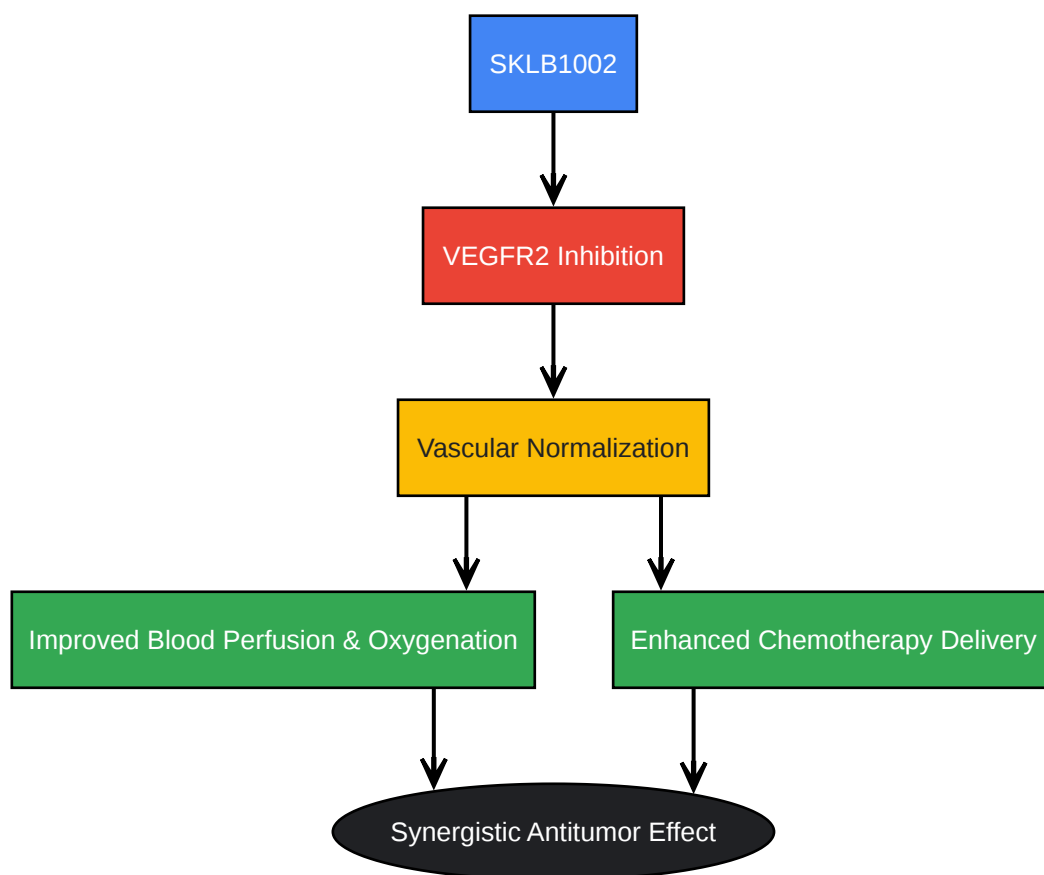 SKLB1002
VEGFR2 Inhibition
Vascular Normalization
Improved Blood Perfusion & Oxygenation
Enhanced Chemotherapy Delivery
Synergistic Antitumor Effect